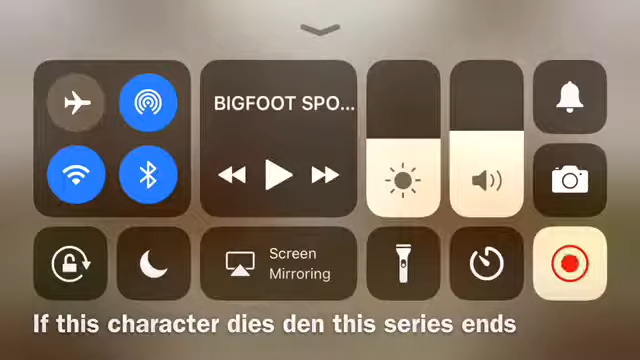 BIGFOOT SPO...
Screen
Mirroring
If this character dies den this series ends